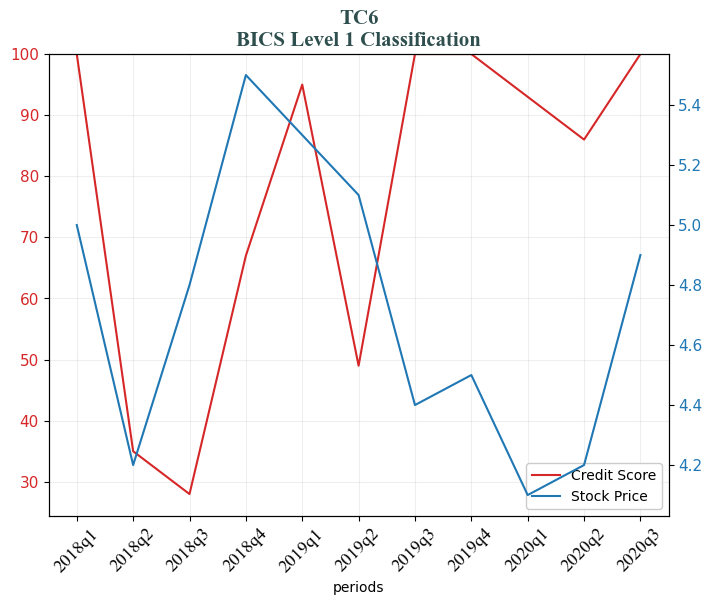 TC6
BICS Level 1 Classification
100
90
80
70
60
50
40
30
5.4
5.2
5.0
4.8
4.6
4.4
4.2
Credit Score
Stock Price
2018q1
2018q2
2018q3
2018q4
2019q1
2019q2
2019q3
2019q4
2020q1
2020q2
2020q3
periods